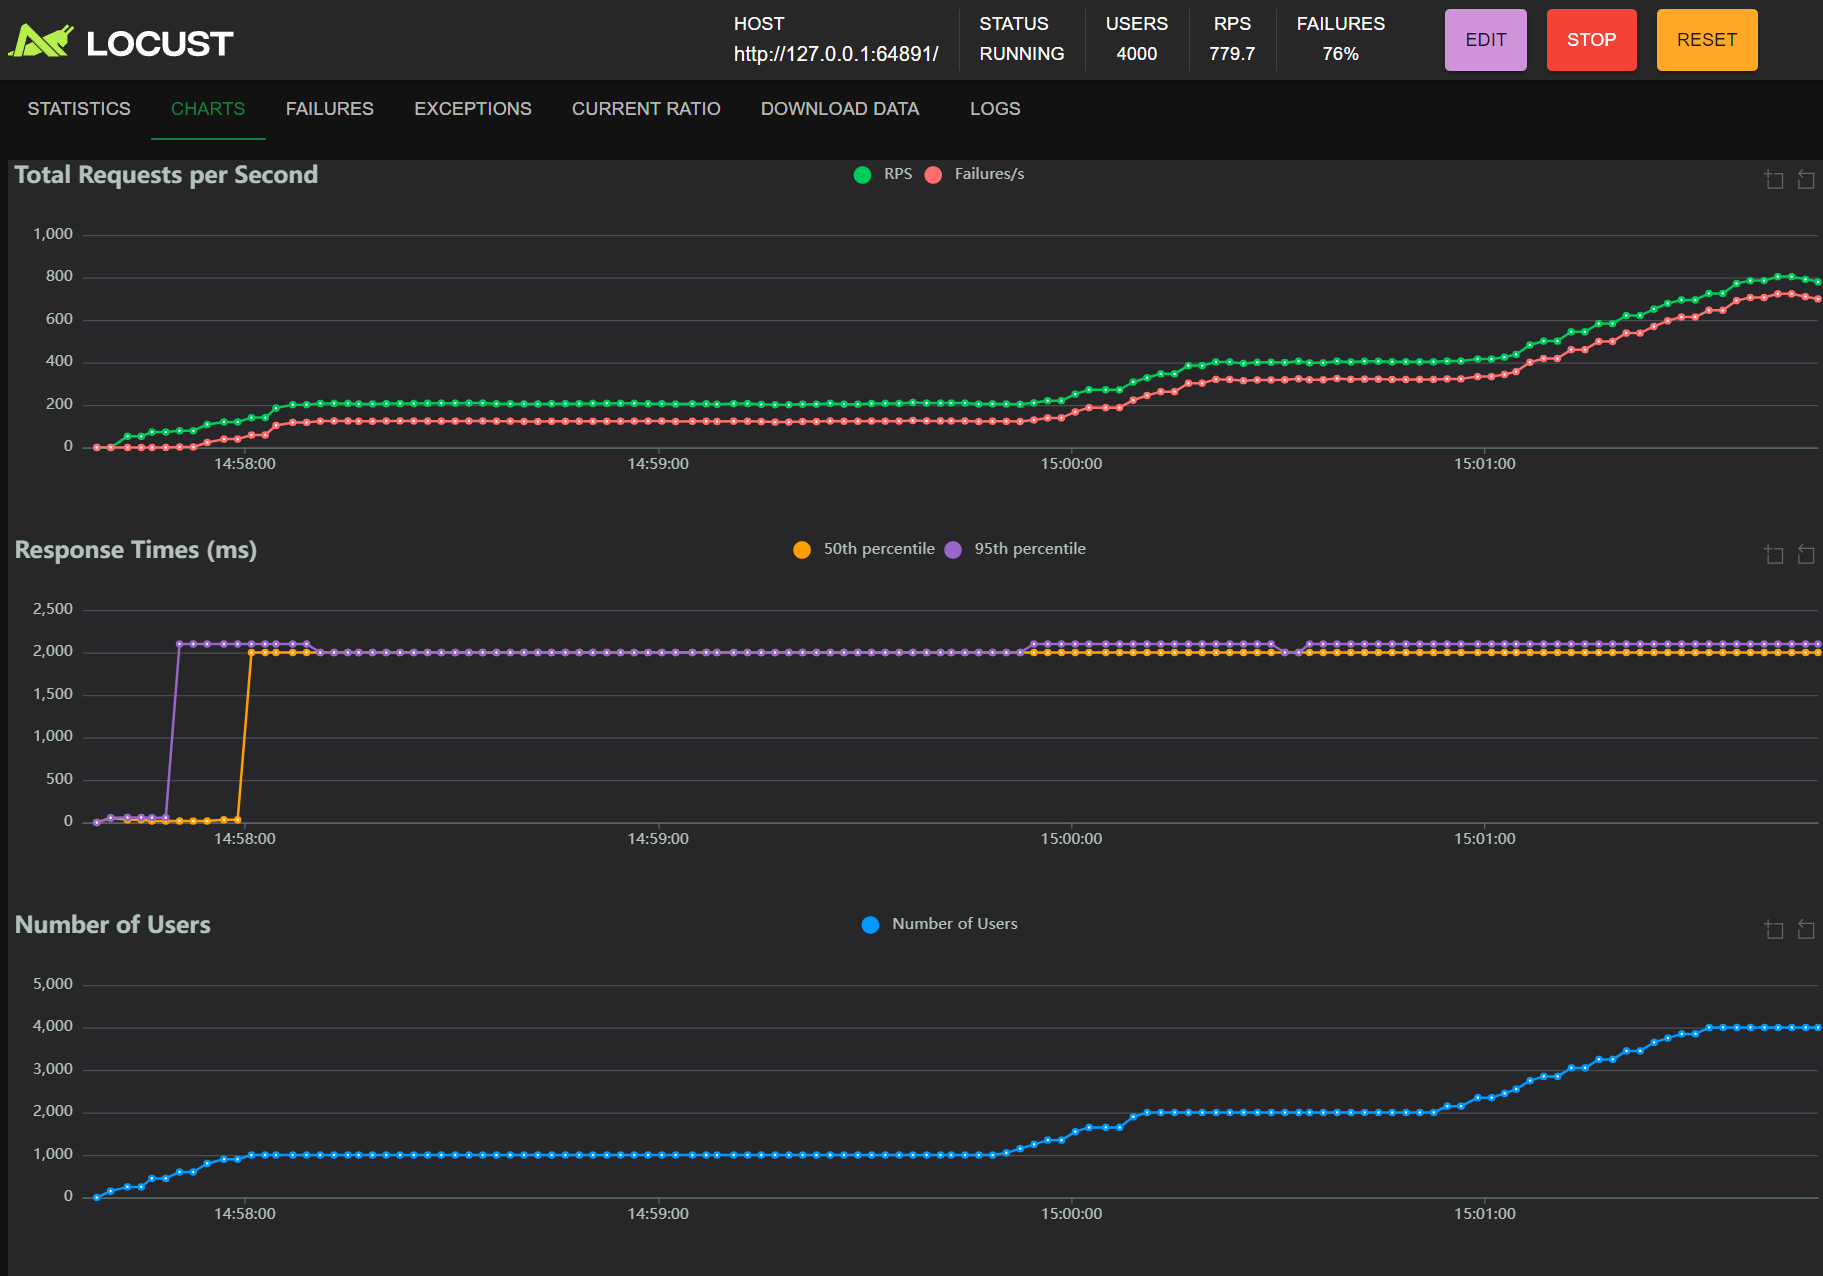 LOCUST
HOST
http://127.0.0.1:64891/
STATUS
RUNNING
USERS
4000
RPS
779.7
FAILURES
76%
EDIT
STOP
RESET
STATISTICS CHARTS FAILURES EXCEPTIONS CURRENT RATIO DOWNLOAD DATA LOGS
Total Requests per Second
RPS Failures/s
1,000
800
600
400
200
0
14:58:00 14:59:00 15:00:00 15:01:00
Response Times (ms)
50th percentile 95th percentile
2,500
2,000
1,500
1,000
500
0
14:58:00 14:59:00 15:00:00 15:01:00
Number of Users
Number of Users
5,000
4,000
3,000
2,000
1,000
0
14:58:00 14:59:00 15:00:00 15:01:00